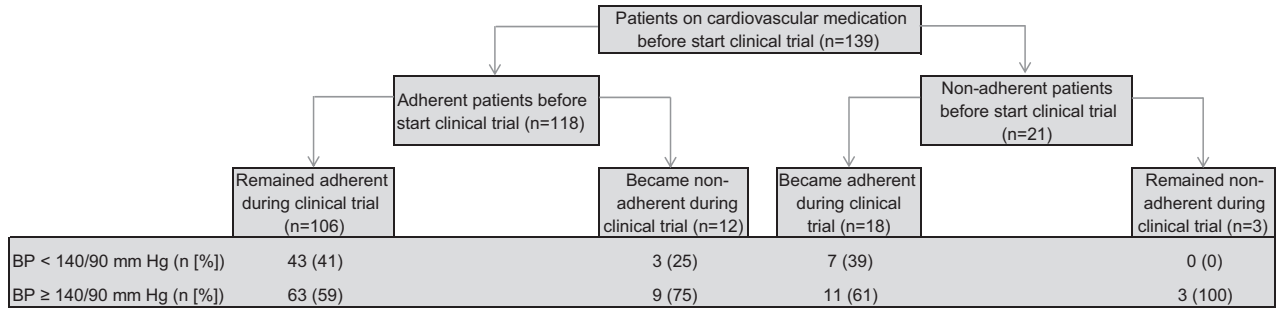 Patients on cardiovascular medication
before start clinical trial (n=139)
Adherent patients before
start clinical trial (n=118)
Non-adherent patients
before start clinical trial
(n=21)
Remained adherent
during clinical trial
(n=106)
Became non-
adherent during
clinical trial (n=12)
Became adherent
during clinical
trial (n=18)
Remained non-
adherent during
clinical trial (n=3)
BP < 140/90 mm Hg (n [%]) 43 (41) 3 (25) 7 (39) 0 (0)
BP ≥ 140/90 mm Hg (n [%]) 63 (59) 9 (75) 11 (61) 3 (100)